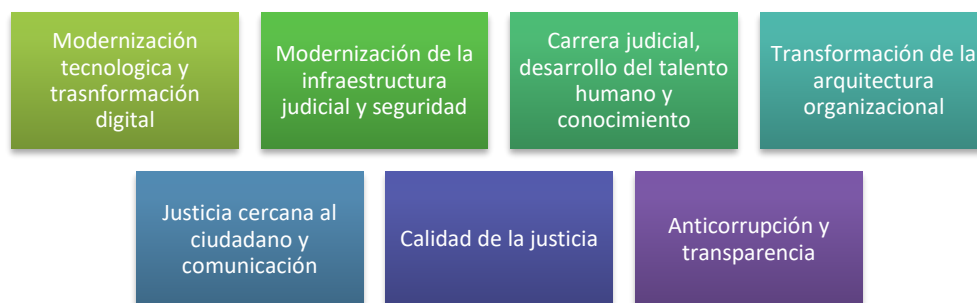 Modernización
tecnologica y
trasnformación
digital
Modernización de la
infraestructura
judicial y seguridad
Carrera judicial,
desarrollo del talento
humano y
conocimiento
Transformación de la
arquitectura
organizacional
Justicia cercana al
ciudadano y
comunicación
Calidad de la justicia
Anticorrupción y
transparencia